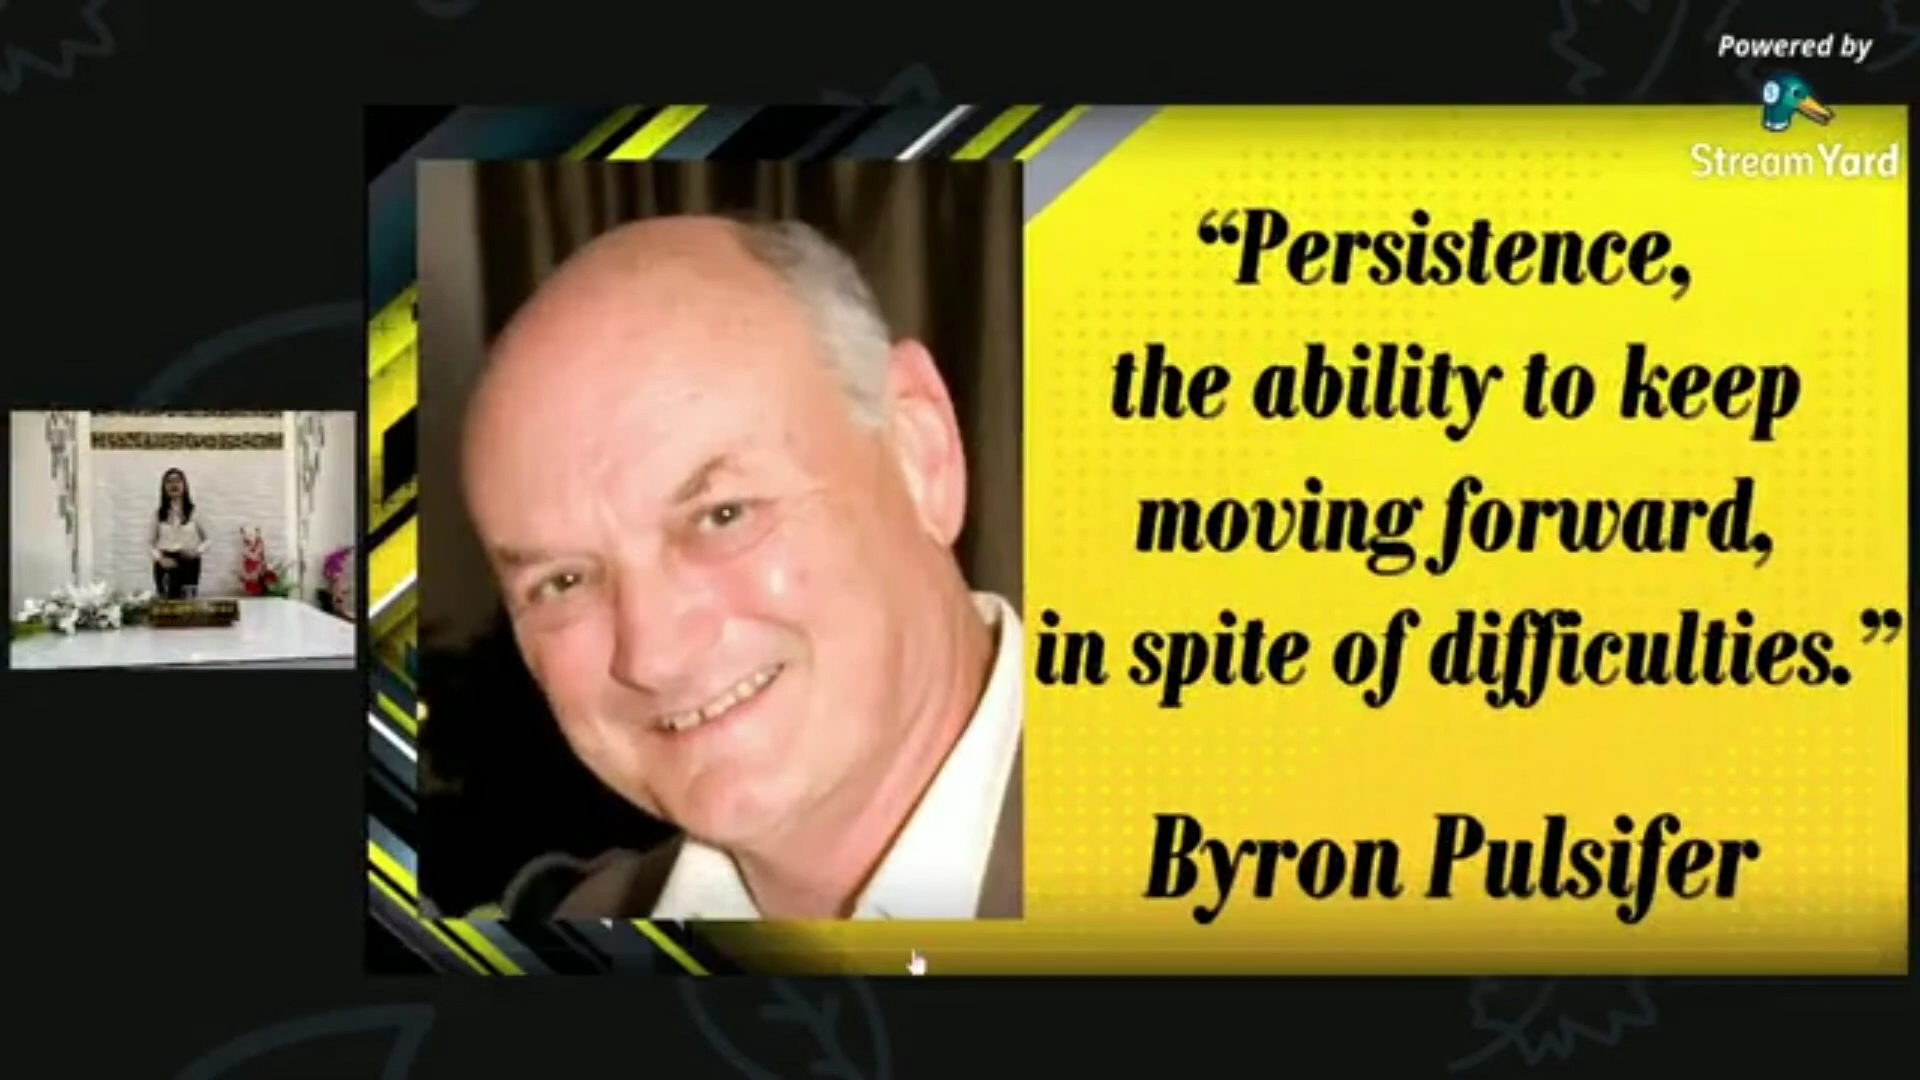 Powered by
StreamYard
“Persistence,
the ability to keep
moving forward,
in spite of difficulties.”
Byron Pulsifer